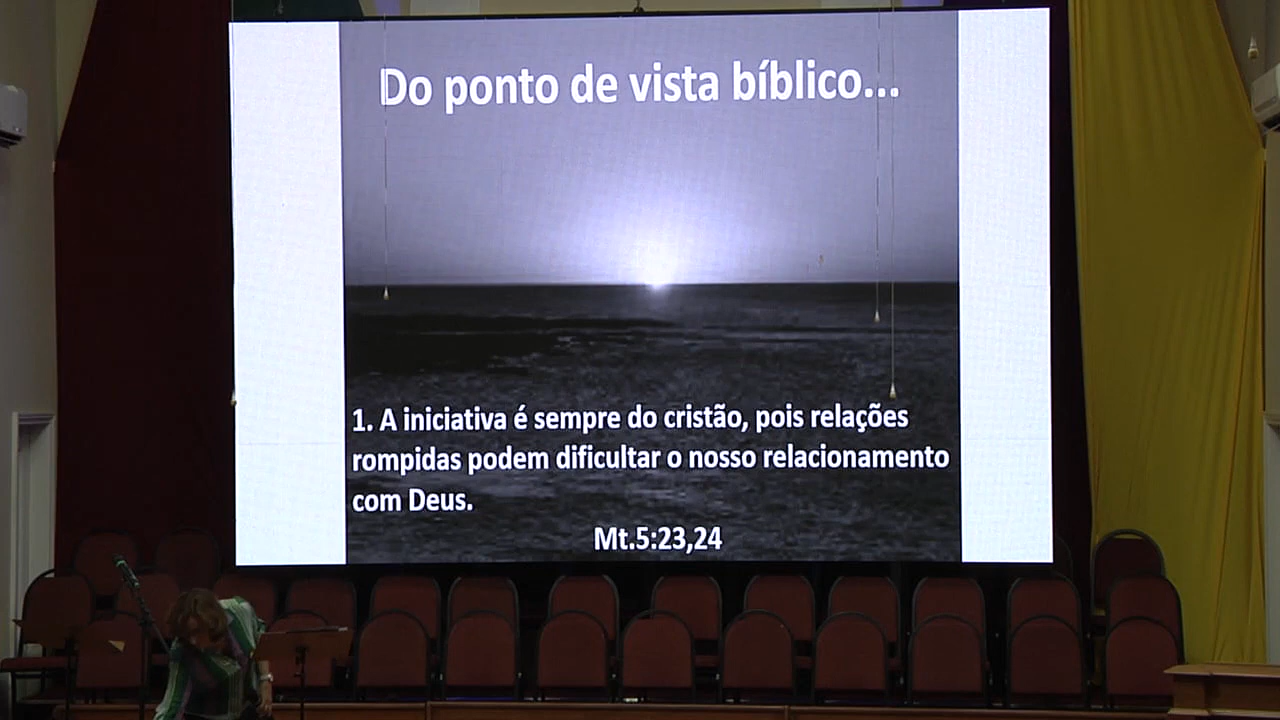 Do ponto de vista bíblico...
1. A iniciativa é sempre do cristão, pois relações
rompidas podem dificultar o nosso relacionamento
com Deus.
Mt.5:23,24